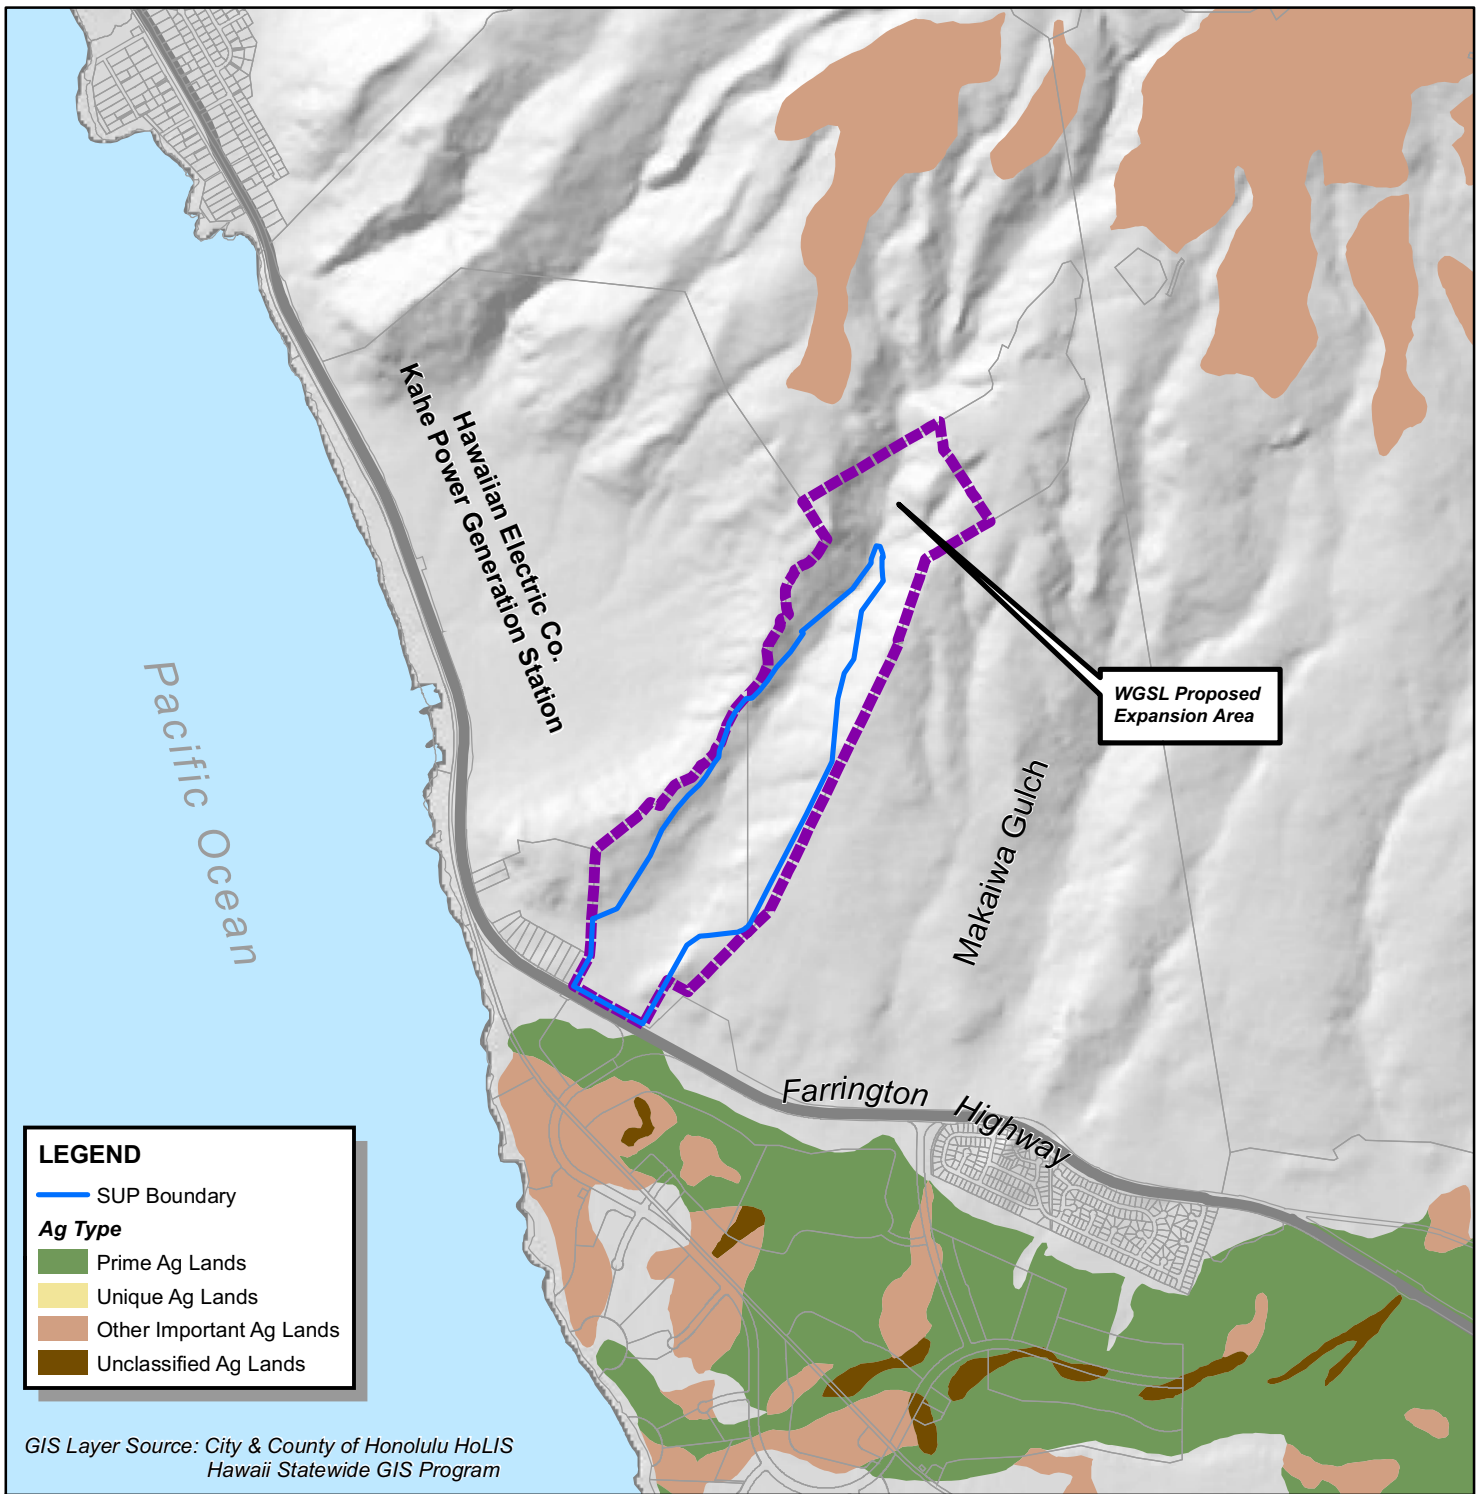 Hawaiian Electric Co.
Kahe Power Generation Station
Pacific Ocean
WGSL Proposed
Expansion Area
Makaiwa Gulch
Farrington Highway
LEGEND
SUP Boundary
Ag Type
Prime Ag Lands
Unique Ag Lands
Other Important Ag Lands
Unclassified Ag Lands
GIS Layer Source: City & County of Honolulu HoLIS
Hawaii Statewide GIS Program